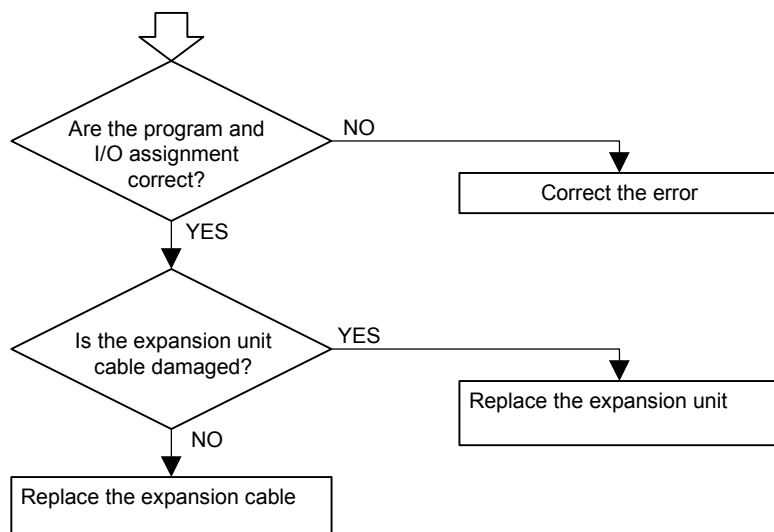 Are the program and
I/O assignment
correct?
NO
Correct the error
YES
Is the expansion unit
cable damaged?
YES
Replace the expansion unit
NO
Replace the expansion cable